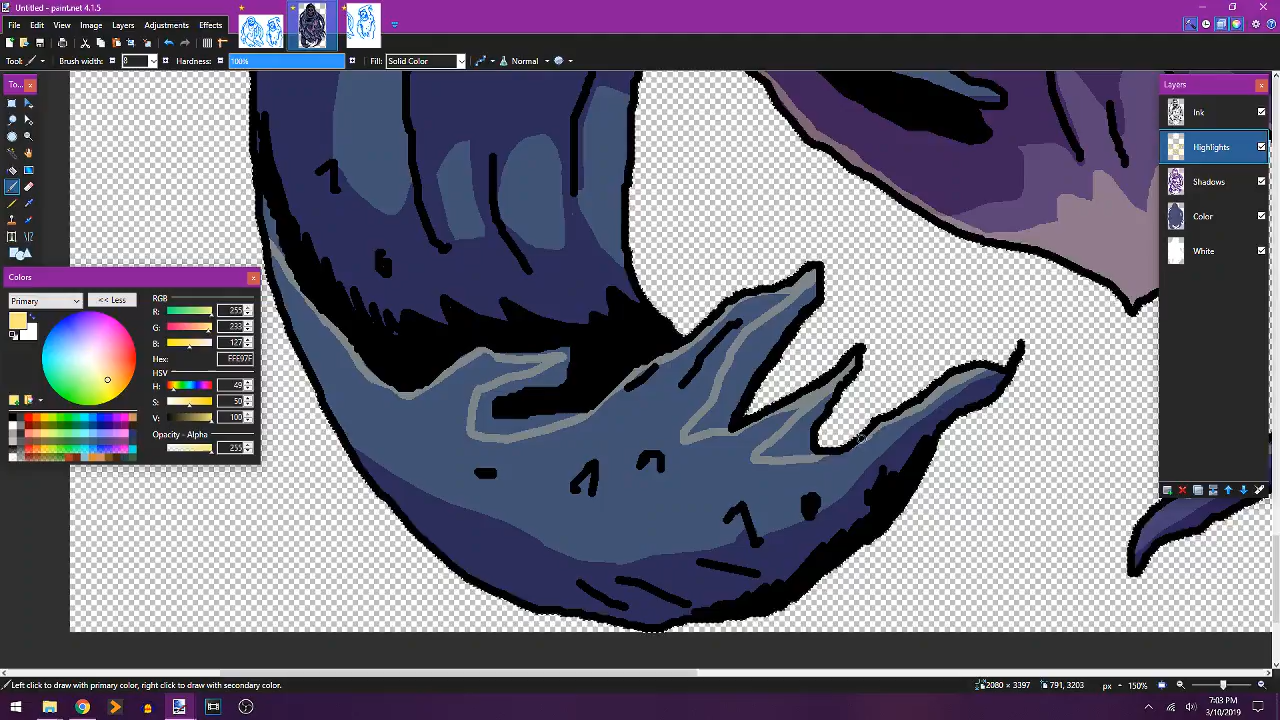 Untitled - paint.net 4.1.5
File Edit View Image Layers Adjustments Effects
Tool: Brush width: 8 Hardness: 100% Fill: Solid Color Normal
To...
Layers
Ink
Highlights
Shadows
Color
White
Colors
Primary << Less
RGB
R: 255
G: 233
B: 127
Hex: FFE97F
HSV
H: 49
S: 50
V: 100
Opacity - Alpha
255
Left click to draw with primary color, right click to draw with secondary color. 2080 × 3397 791, 3203 px 150%
7:03 PM
3/10/2019